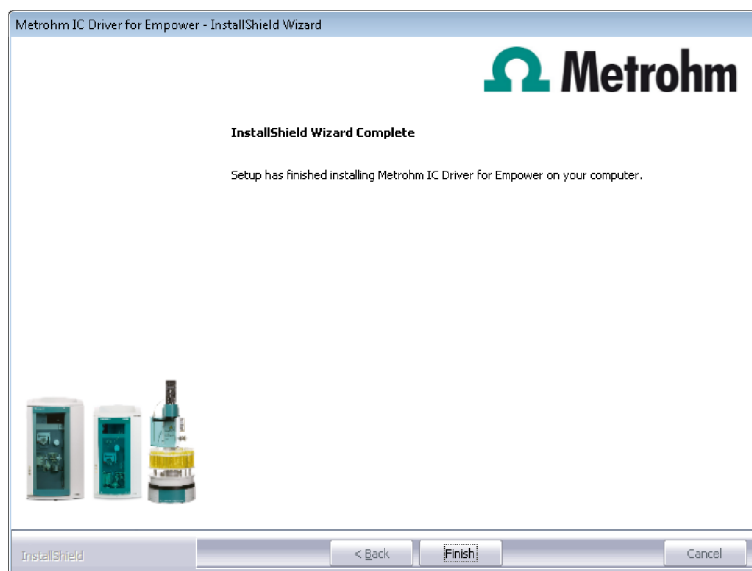 Metrohm IC Driver for Empower - InstallShield Wizard
Metrohm
InstallShield Wizard Complete
Setup has finished installing Metrohm IC Driver for Empower on your computer.
InstallShield
< Back
Finish
Cancel